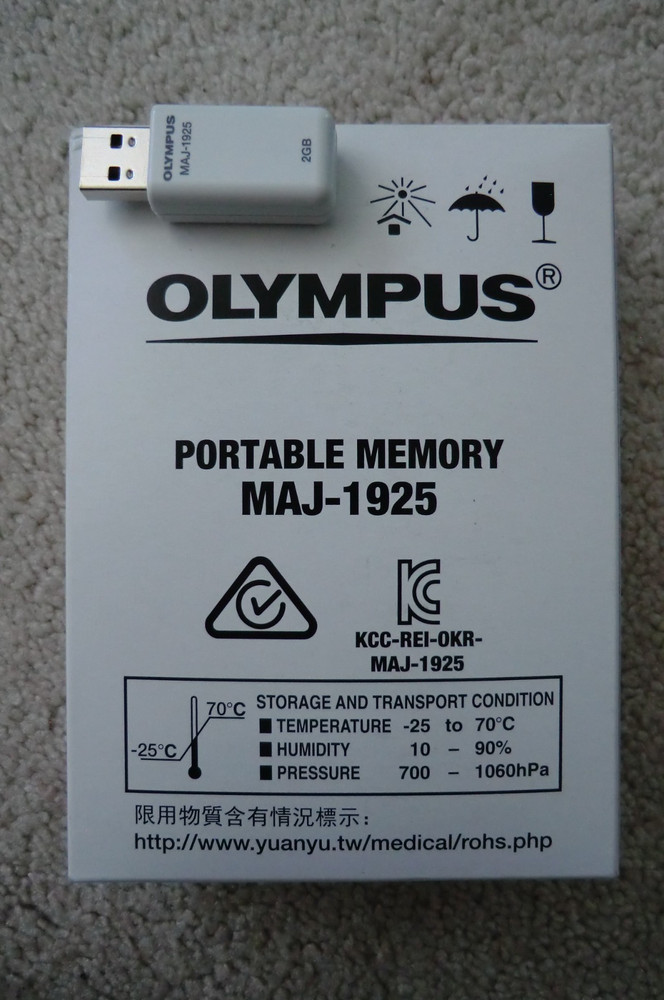 OLYMPUS
MAJ-1925
2GB
OLYMPUS®
PORTABLE MEMORY
MAJ-1925
KCC-REI-OKR-
MAJ-1925
70°C
-25°C
STORAGE AND TRANSPORT CONDITION
■ TEMPERATURE -25 to 70°C
■ HUMIDITY 10 – 90%
■ PRESSURE 700 – 1060hPa
限用物質含有情況標示：
http://www.yuanyu.tw/medical/rohs.php